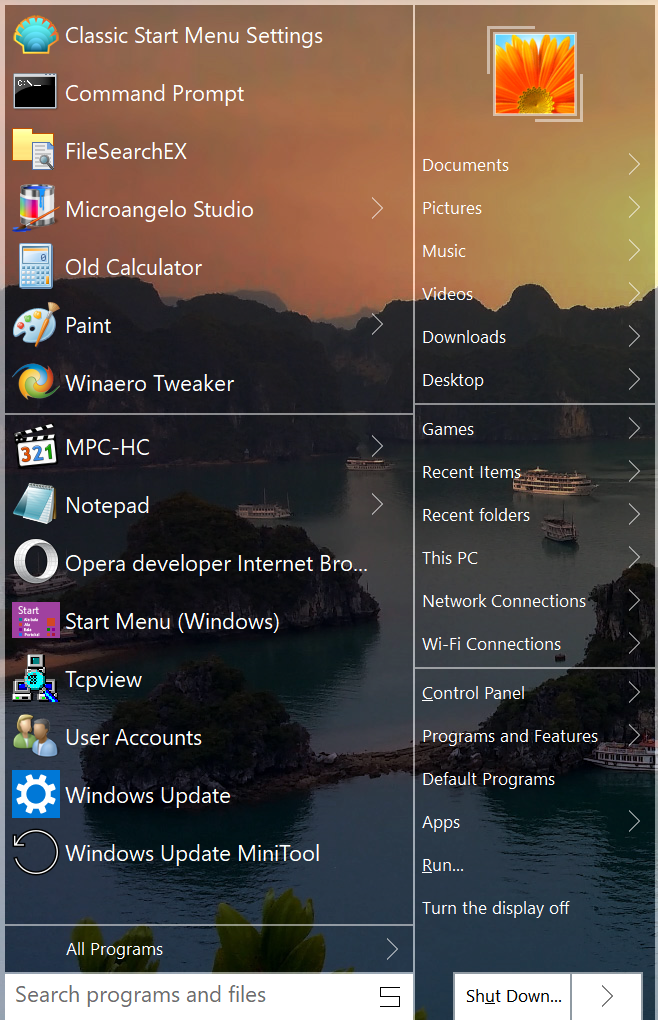 Classic Start Menu Settings
Command Prompt
FileSearchEX
Microangelo Studio
Old Calculator
Paint
Winaero Tweaker
MPC-HC
Notepad
Opera developer Internet Bro...
Start Menu (Windows)
Tcpview
User Accounts
Windows Update
Windows Update MiniTool
All Programs
Search programs and files
Documents
Pictures
Music
Videos
Downloads
Desktop
Games
Recent Items
Recent folders
This PC
Network Connections
Wi-Fi Connections
Control Panel
Programs and Features
Default Programs
Apps
Run...
Turn the display off
Shut Down...
C:\_
321
Start